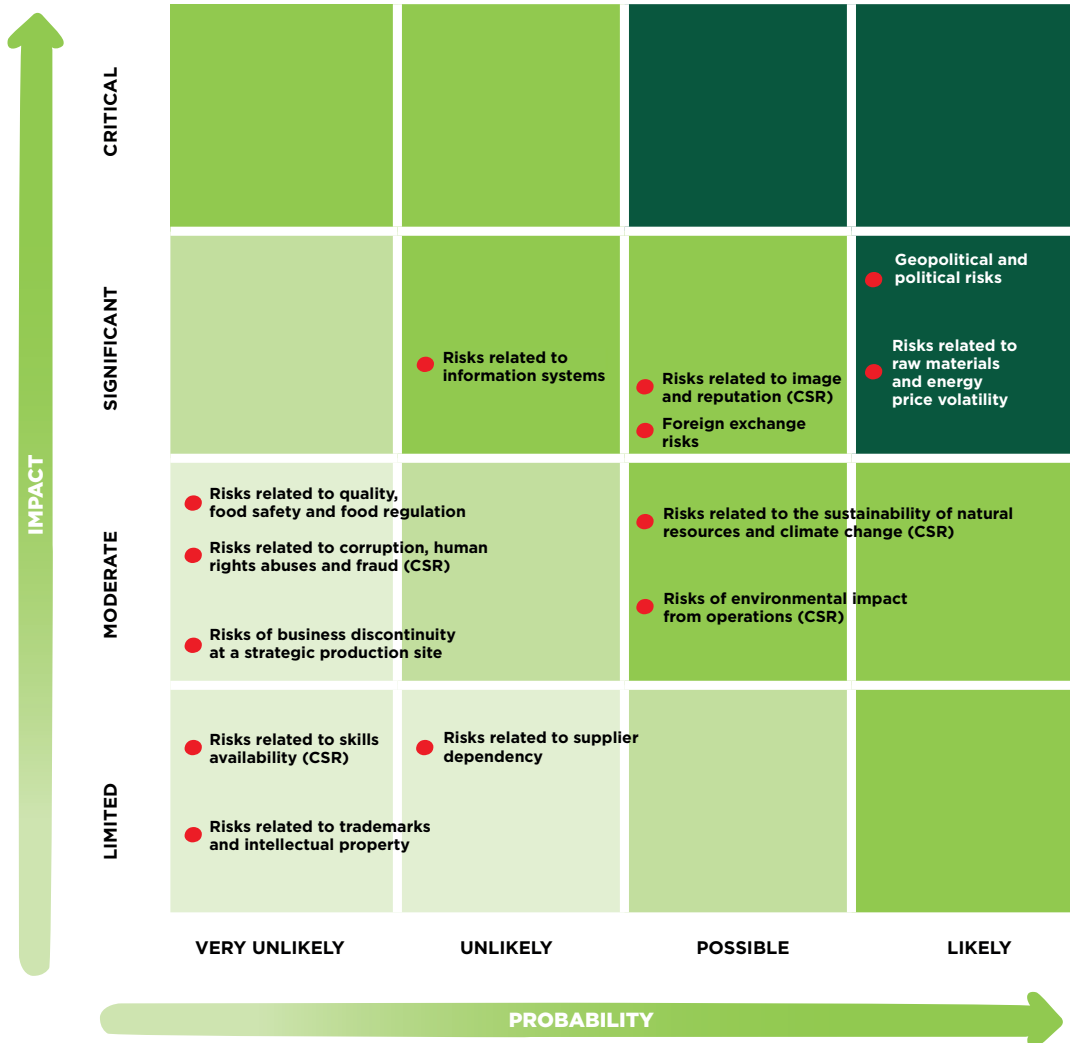 IMPACT
CRITICAL
SIGNIFICANT
MODERATE
LIMITED
Geopolitical and
political risks
Risks related to
raw materials
and energy
price volatility
Risks related to
information systems
Risks related to image
and reputation (CSR)
Foreign exchange
risks
Risks related to quality,
food safety and food regulation
Risks related to corruption, human
rights abuses and fraud (CSR)
Risks of business discontinuity
at a strategic production site
Risks related to the sustainability of natural
resources and climate change (CSR)
Risks of environmental impact
from operations (CSR)
Risks related to skills
availability (CSR)
Risks related to trademarks
and intellectual property
Risks related to supplier
dependency
VERY UNLIKELY
UNLIKELY
POSSIBLE
LIKELY
PROBABILITY